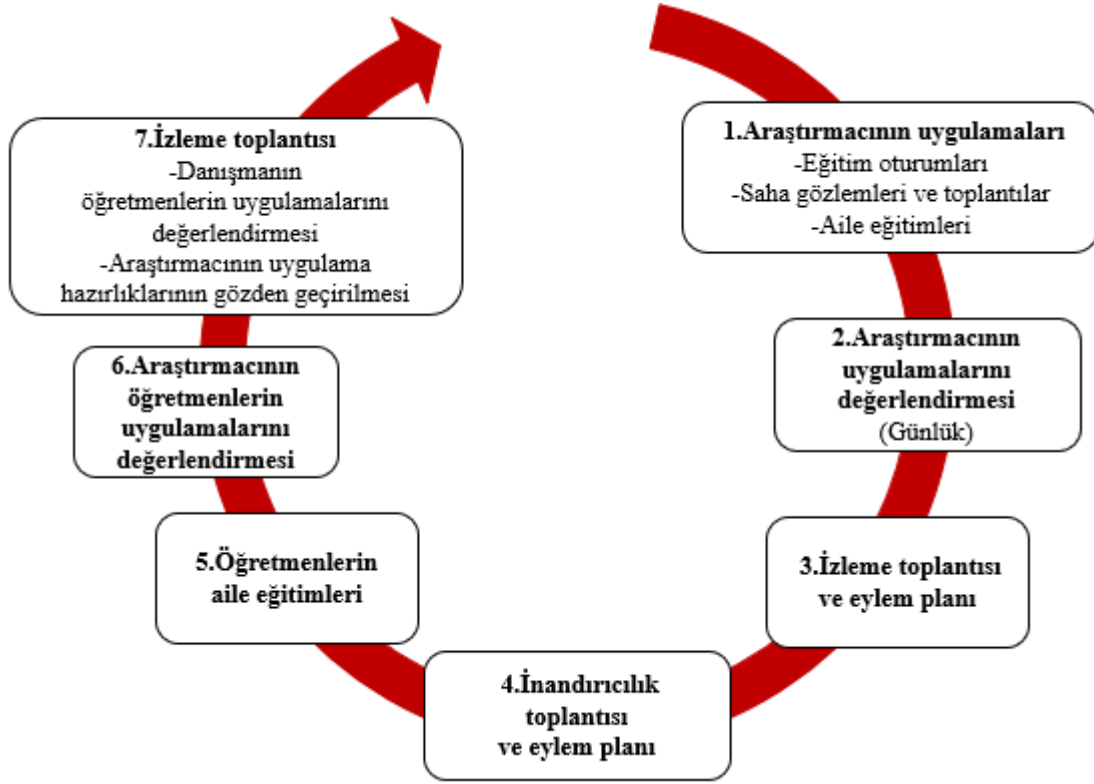 1.Araştırmacının uygulamaları
-Eğitim oturumları
-Saha gözlemleri ve toplantılar
-Aile eğitimleri
2.Araştırmacının
uygulamalarını
değerlendirmesi
(Günlük)
3.İzleme toplantısı
ve eylem planı
4.İnandırıcılık
toplantısı
ve eylem planı
5.Öğretmenlerin
aile eğitimleri
6.Araştırmacının
öğretmenlerin
uygulamalarını
değerlendirmesi
7.İzleme toplantısı
-Danışmanın
öğretmenlerin uygulamalarını
değerlendirmesi
-Araştırmacının uygulama
hazırlıklarının gözden geçirilmesi